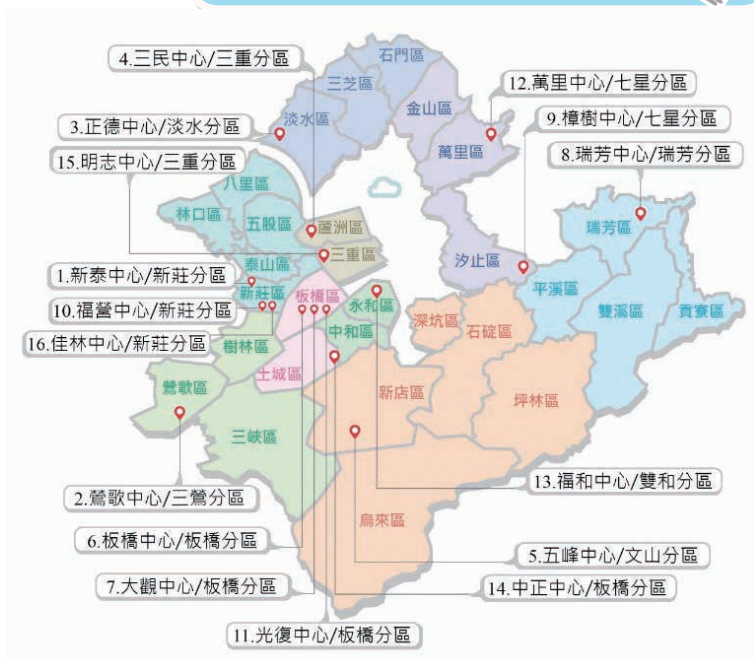 4.三民中心/三重分區
石門區
三芝區
12.萬里中心/七星分區
金山區
淡水區
9.樟樹中心/七星分區
3.正德中心/淡水分區
萬里區
8.瑞芳中心/瑞芳分區
15.明志中心/三重分區
八里區
林口區
五股區
蘆洲區
瑞芳區
三重區
汐止區
泰山區
1.新泰中心/新莊分區
平溪區
新莊區
板橋區
永和區
雙溪區
貢寮區
10.福營中心/新莊分區
深坑區
石碇區
中和區
16.佳林中心/新莊分區
樹林區
土城區
鶯歌區
新店區
坪林區
三峽區
13.福和中心/雙和分區
2.鶯歌中心/三鶯分區
烏來區
6.板橋中心/板橋分區
5.五峰中心/文山分區
7.大觀中心/板橋分區
14.中正中心/板橋分區
11.光復中心/板橋分區